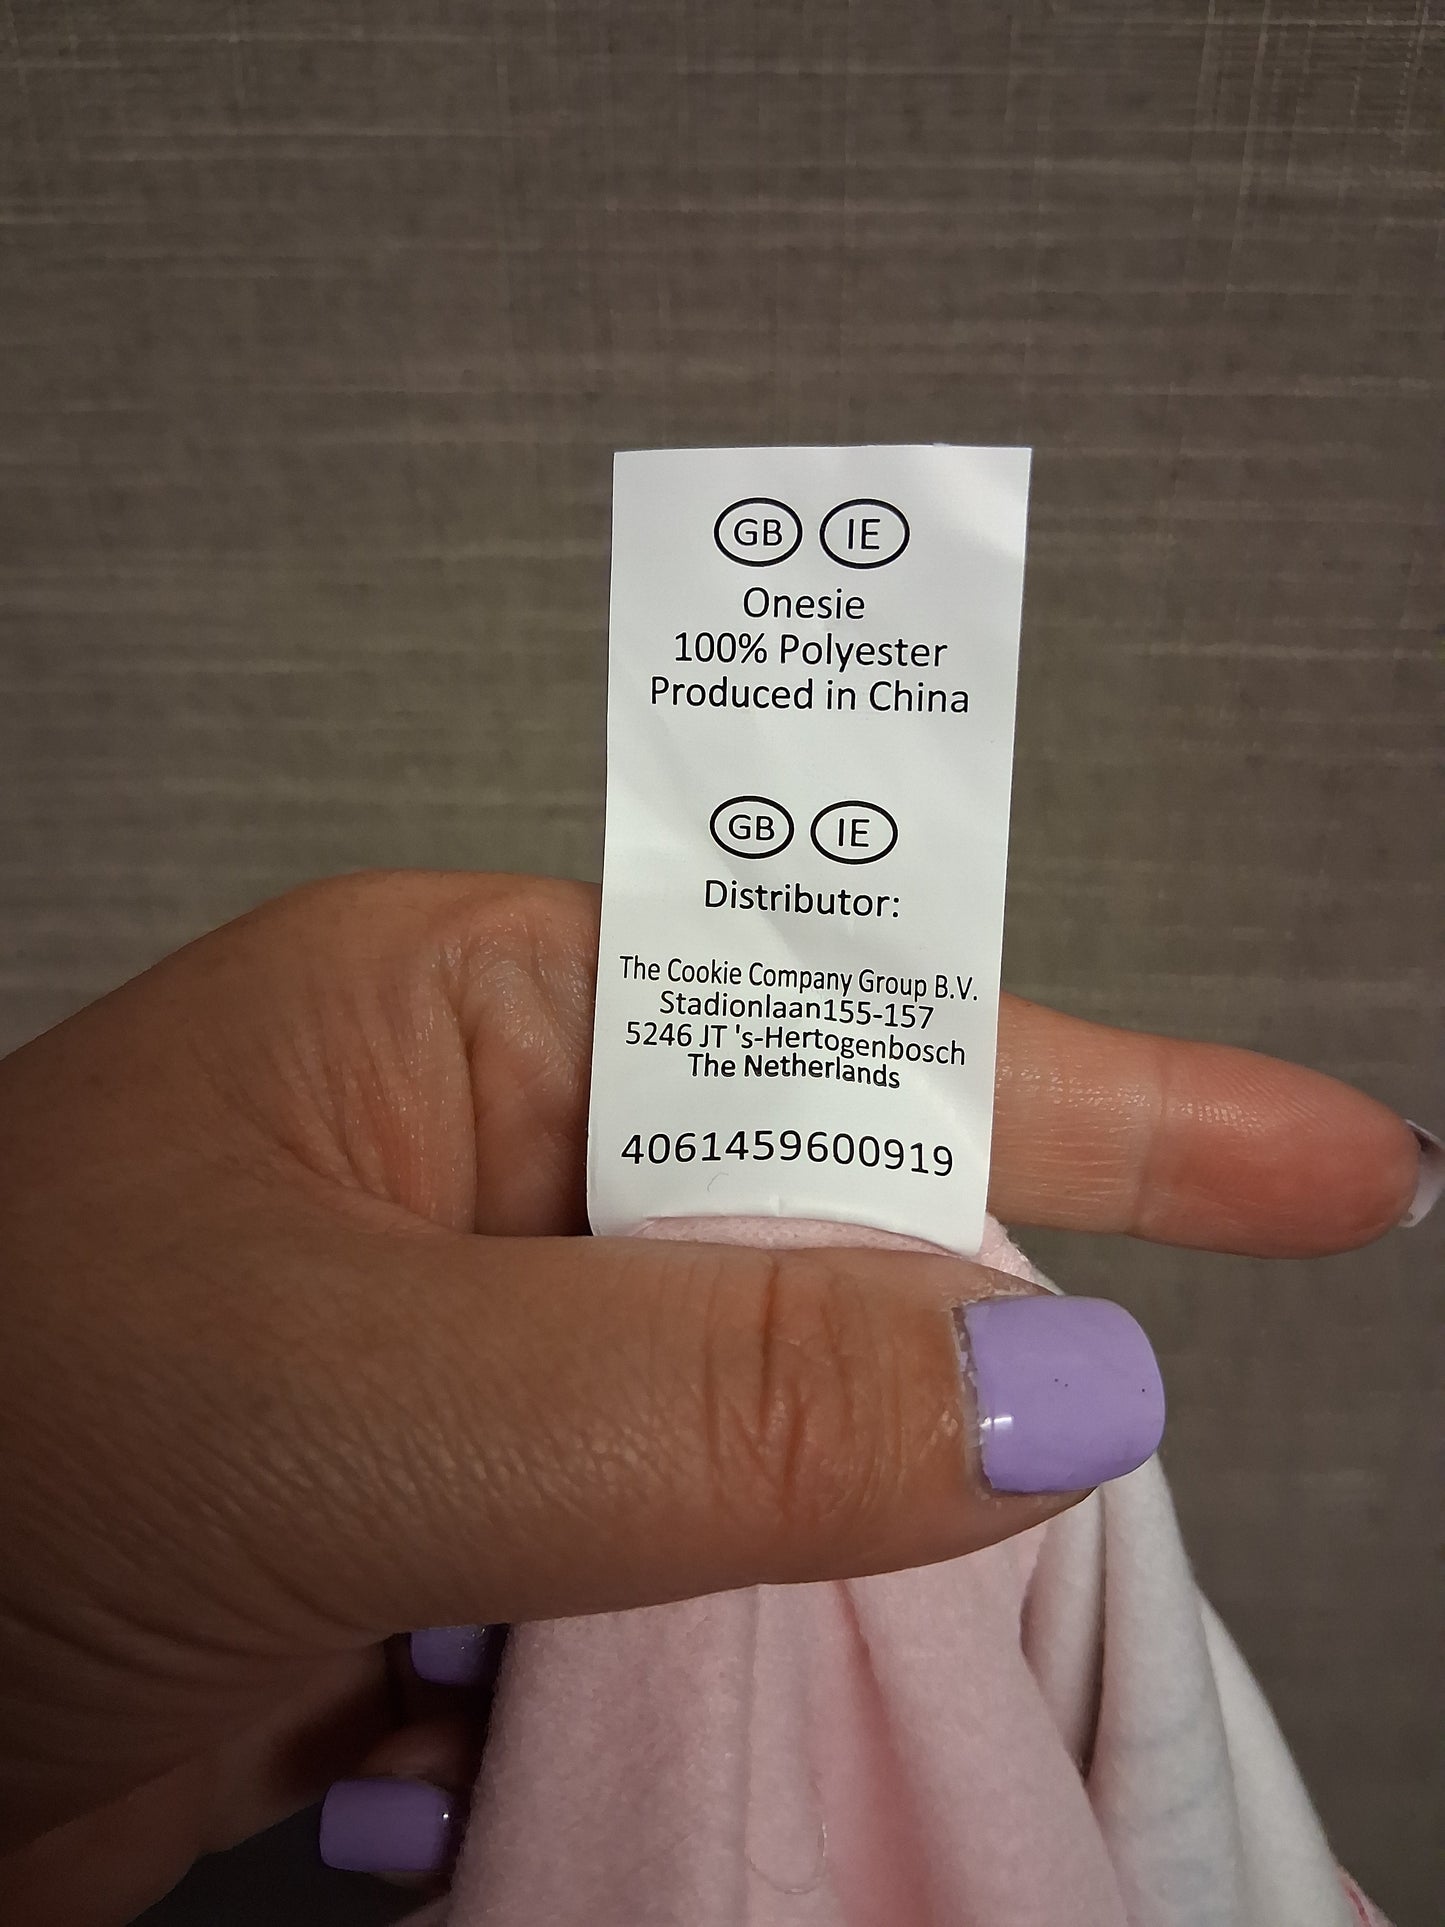 GB IE
Onesie
100% Polyester
Produced in China
GB IE
Distributor:
The Cookie Company Group B.V.
Stadionlaan155-157
5246 JT 's-Hertogenbosch
The Netherlands
4061459600919